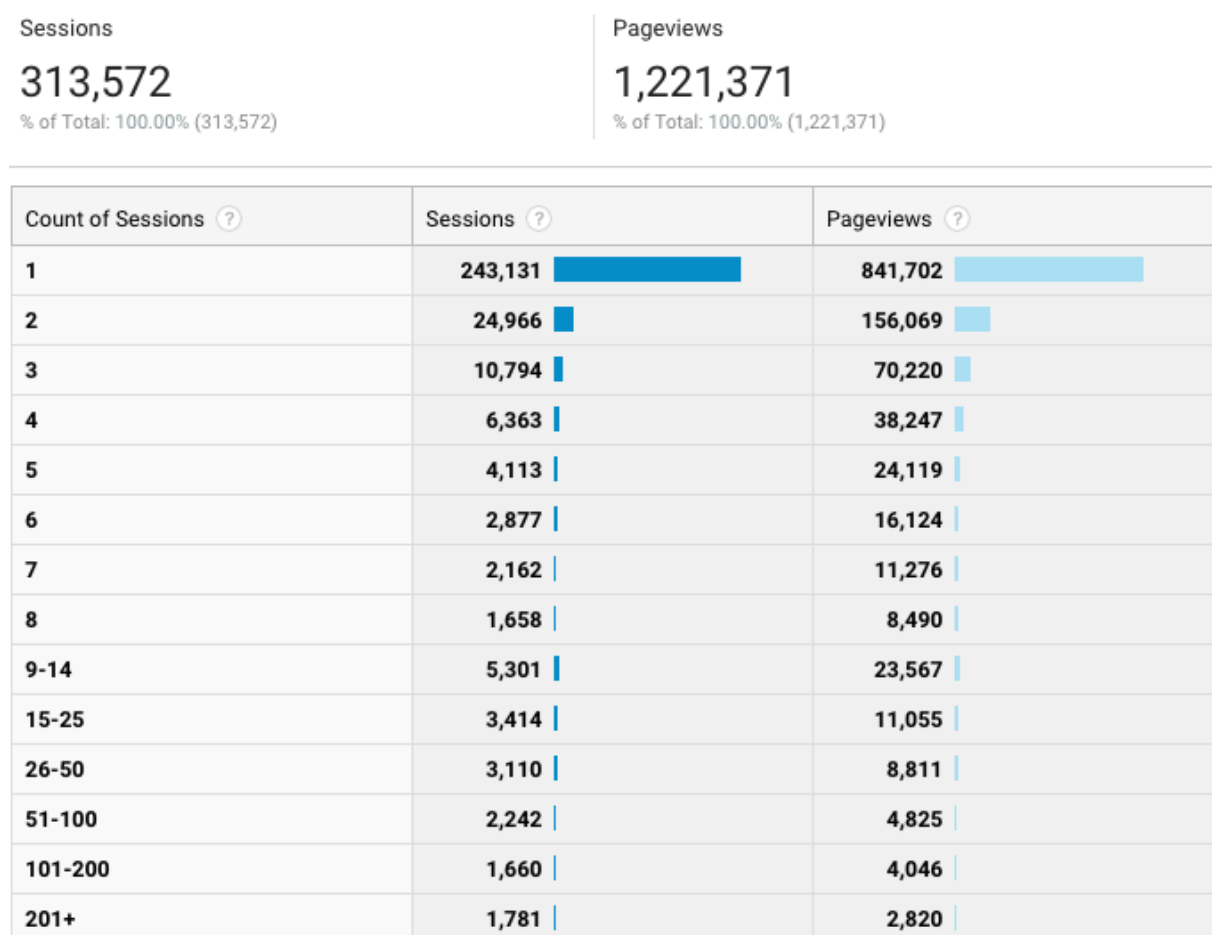 Sessions
313,572
% of Total: 100.00% (313,572)
Pageviews
1,221,371
% of Total: 100.00% (1,221,371)
Count of Sessions ? Sessions ? Pageviews ?
1 243,131 841,702
2 24,966 156,069
3 10,794 70,220
4 6,363 38,247
5 4,113 24,119
6 2,877 16,124
7 2,162 11,276
8 1,658 8,490
9-14 5,301 23,567
15-25 3,414 11,055
26-50 3,110 8,811
51-100 2,242 4,825
101-200 1,660 4,046
201+ 1,781 2,820